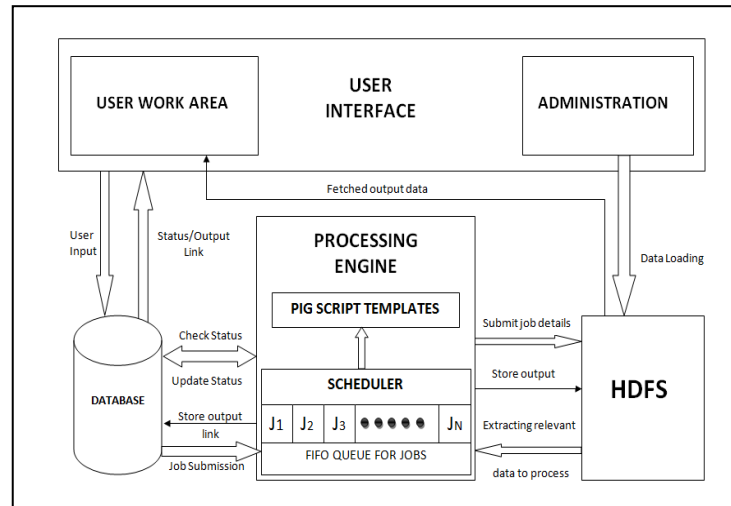 USER WORK AREA
USER
INTERFACE
ADMINISTRATION
Fetched output data
User
Input
Status/Output
Link
PROCESSING
ENGINE
Data Loading
PIG SCRIPT TEMPLATES
Check Status
Update Status
Submit job details
DATABASE
SCHEDULER
Store output
HDFS
Store output
link
J1
J2
J3
JN
Extracting relevant
data to process
Job Submission
FIFO QUEUE FOR JOBS